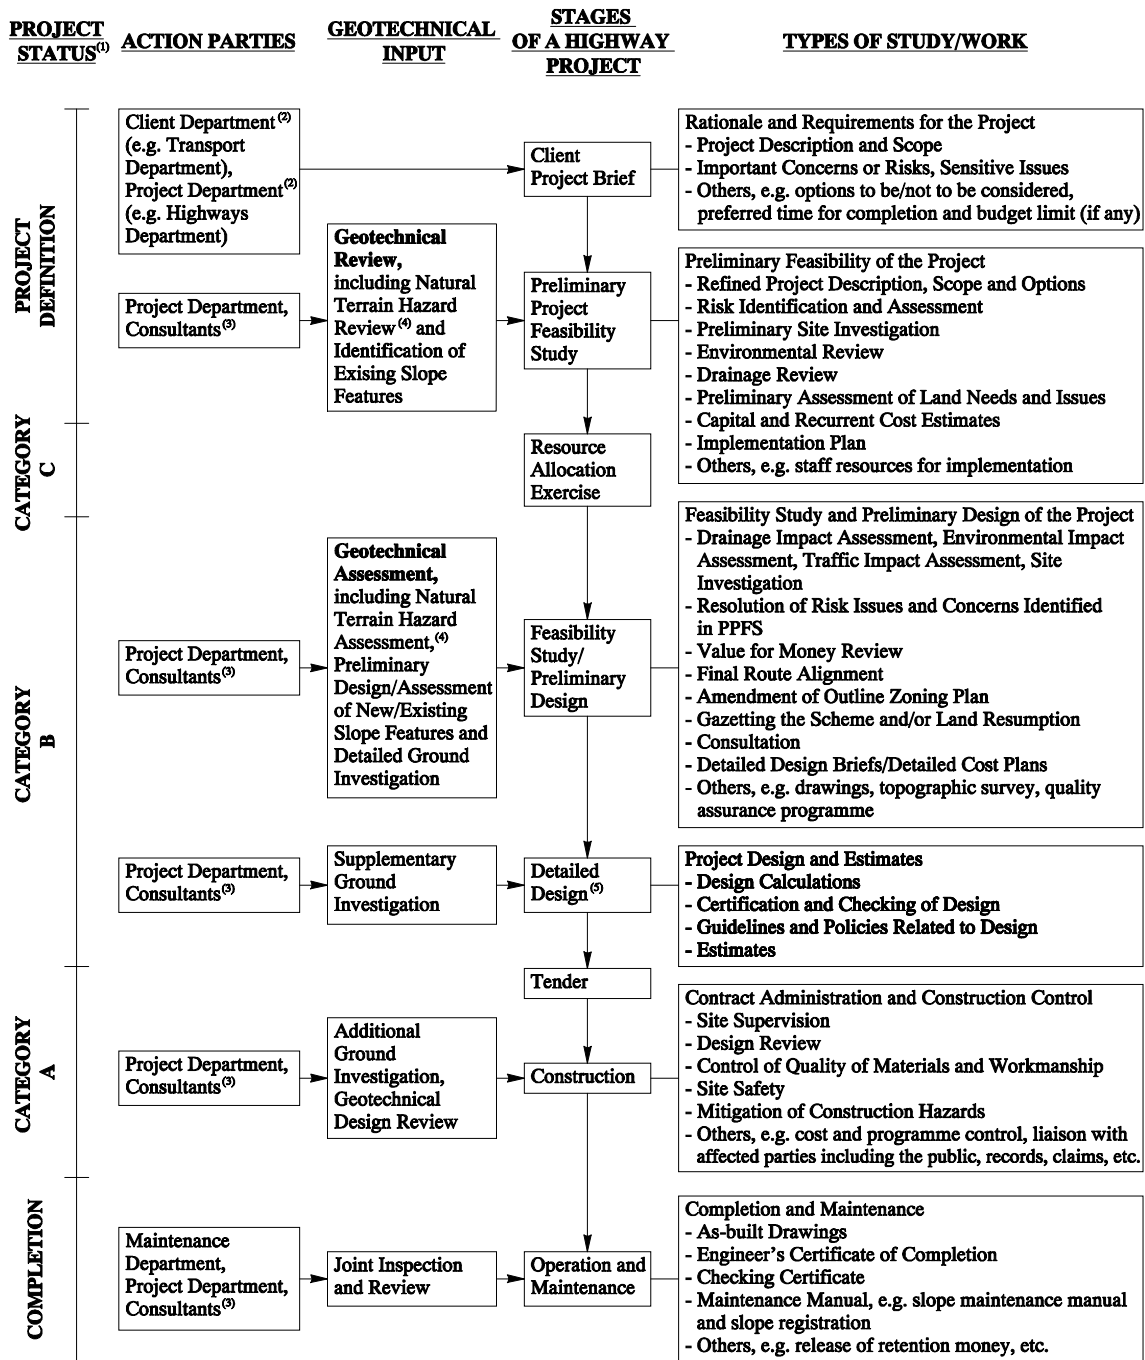 PROJECT
STATUS(1)
ACTION PARTIES
GEOTECHNICAL
INPUT
STAGES
OF A HIGHWAY
PROJECT
TYPES OF STUDY/WORK
PROJECT
DEFINITION
Client Department(2)
(e.g. Transport
Department),
Project Department(2)
(e.g. Highways
Department)
Client
Project Brief
Rationale and Requirements for the Project
- Project Description and Scope
- Important Concerns or Risks, Sensitive Issues
- Others, e.g. options to be/not to be considered,
preferred time for completion and budget limit (if any)
Project Department,
Consultants(3)
Geotechnical
Review,
including Natural
Terrain Hazard
Review(4) and
Identification of
Exising Slope
Features
Preliminary
Project
Feasibility
Study
Preliminary Feasibility of the Project
- Refined Project Description, Scope and Options
- Risk Identification and Assessment
- Preliminary Site Investigation
- Environmental Review
- Drainage Review
- Preliminary Assessment of Land Needs and Issues
- Capital and Recurrent Cost Estimates
- Implementation Plan
- Others, e.g. staff resources for implementation
CATEGORY
C
Resource
Allocation
Exercise
CATEGORY
B
Project Department,
Consultants(3)
Geotechnical
Assessment,
including Natural
Terrain Hazard
Assessment,(4)
Preliminary
Design/Assessment
of New/Existing
Slope Features and
Detailed Ground
Investigation
Feasibility
Study/
Preliminary
Design
Feasibility Study and Preliminary Design of the Project
- Drainage Impact Assessment, Environmental Impact
Assessment, Traffic Impact Assessment, Site
Investigation
- Resolution of Risk Issues and Concerns Identified
in PPFS
- Value for Money Review
- Final Route Alignment
- Amendment of Outline Zoning Plan
- Gazetting the Scheme and/or Land Resumption
- Consultation
- Detailed Design Briefs/Detailed Cost Plans
- Others, e.g. drawings, topographic survey, quality
assurance programme
Project Department,
Consultants(3)
Supplementary
Ground
Investigation
Detailed
Design(5)
Project Design and Estimates
- Design Calculations
- Certification and Checking of Design
- Guidelines and Policies Related to Design
- Estimates
Tender
CATEGORY
A
Project Department,
Consultants(3)
Additional
Ground
Investigation,
Geotechnical
Design Review
Construction
Contract Administration and Construction Control
- Site Supervision
- Design Review
- Control of Quality of Materials and Workmanship
- Site Safety
- Mitigation of Construction Hazards
- Others, e.g. cost and programme control, liaison with
affected parties including the public, records, claims, etc.
COMPLETION
Maintenance
Department,
Project Department,
Consultants(3)
Joint Inspection
and Review
Operation and
Maintenance
Completion and Maintenance
- As-built Drawings
- Engineer's Certificate of Completion
- Checking Certificate
- Maintenance Manual, e.g. slope maintenance manual
and slope registration
- Others, e.g. release of retention money, etc.